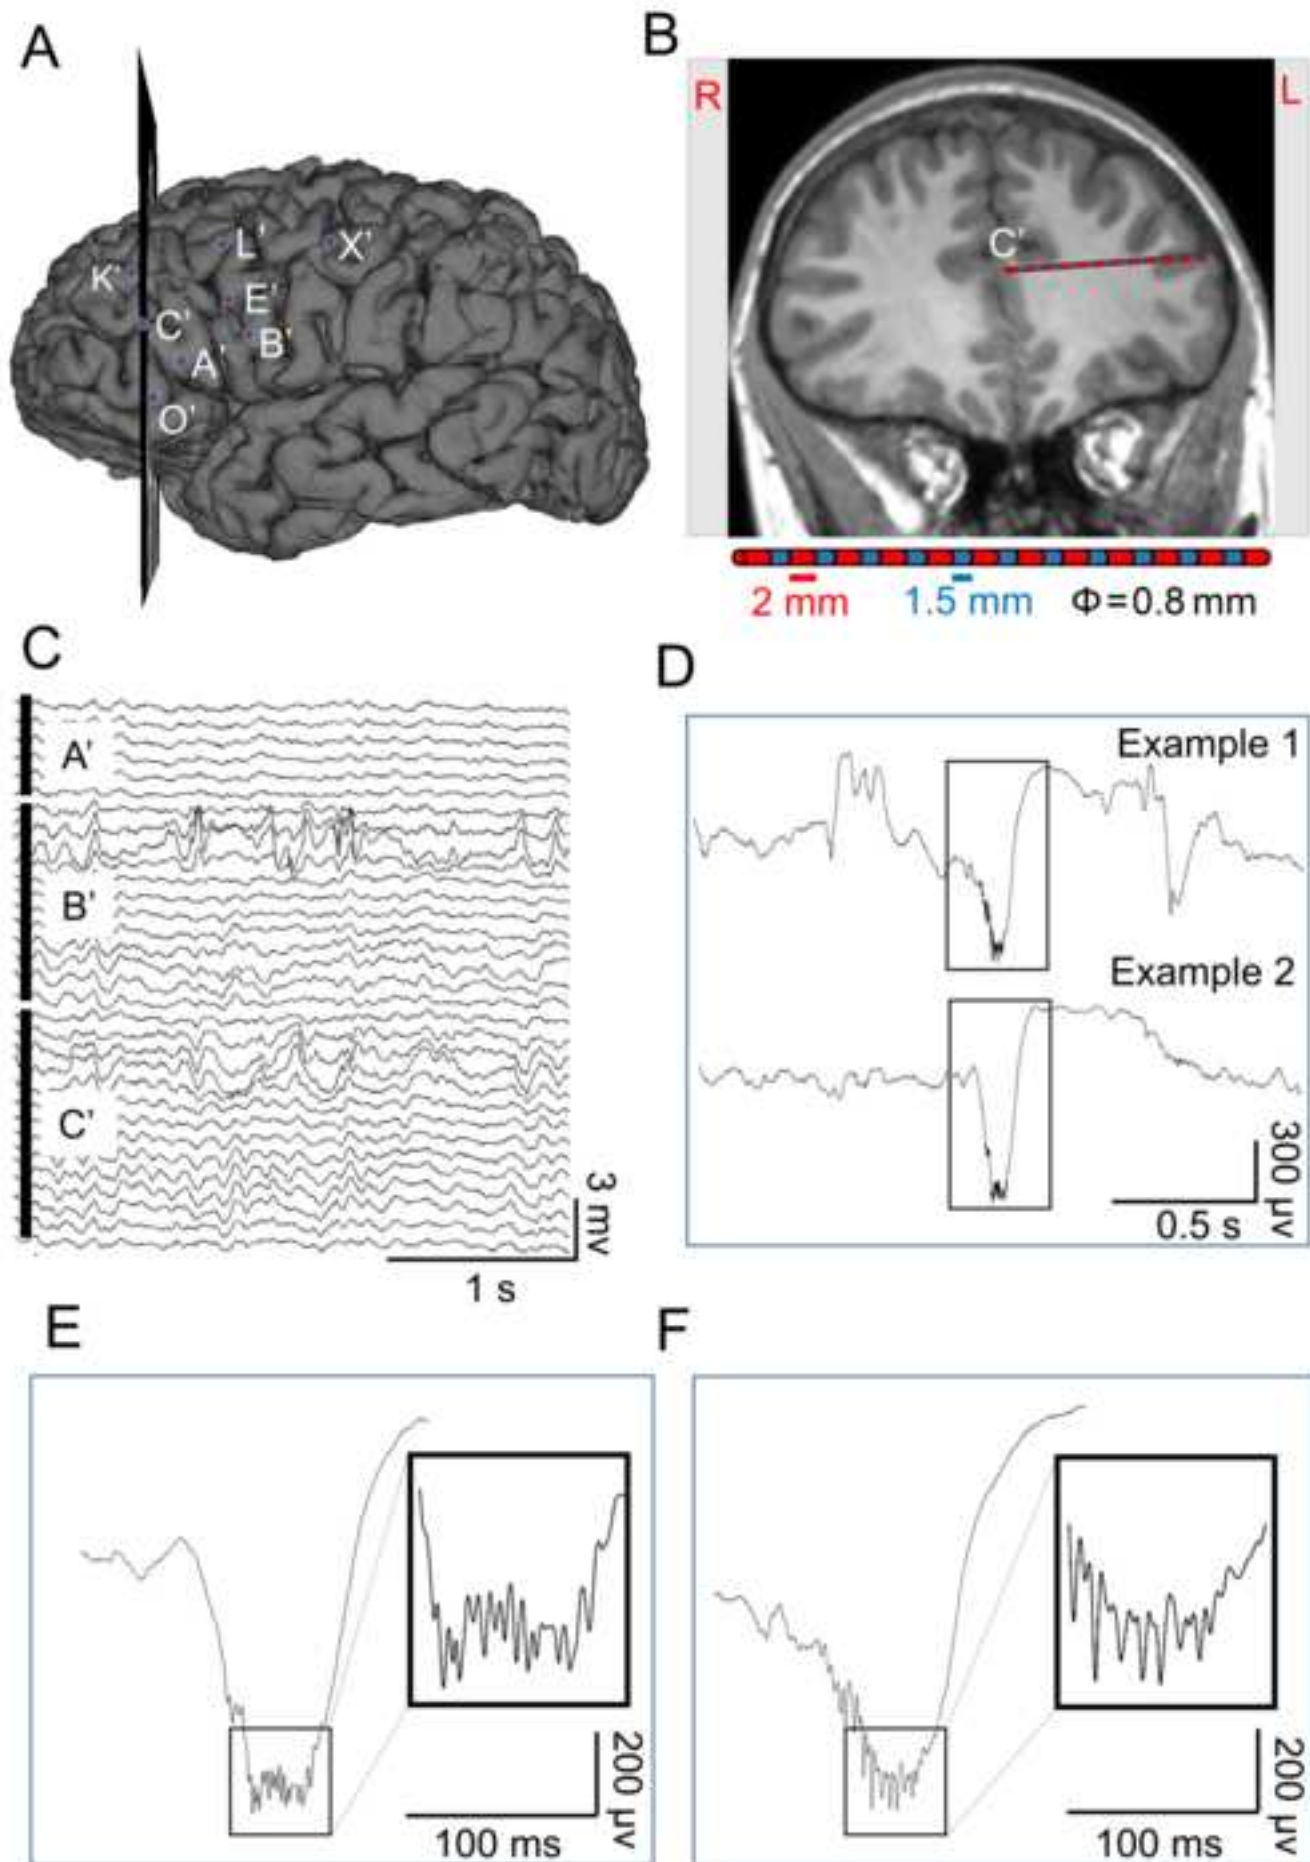 A
K'
L'
X'
E'
C'
B'
A'
O'
B
R
L
C'
2 mm
1.5 mm
Φ=0.8 mm
C
A'
B'
C'
3 mv
1 s
D
Example 1
Example 2
300 μv
0.5 s
E
200 μv
100 ms
F
200 μv
100 ms